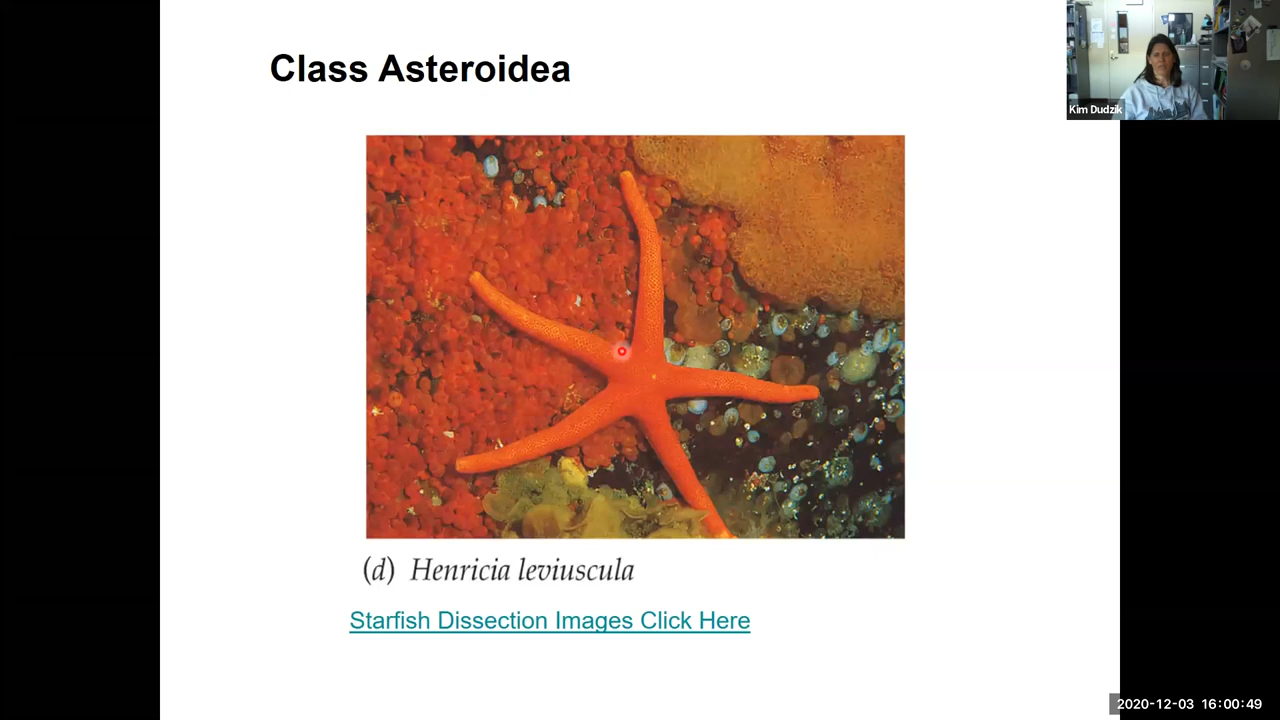 Class Asteroidea
Kim Dudzik
(d) Henricia leviuscula
Starfish Dissection Images Click Here
2020-12-03 16:00:49